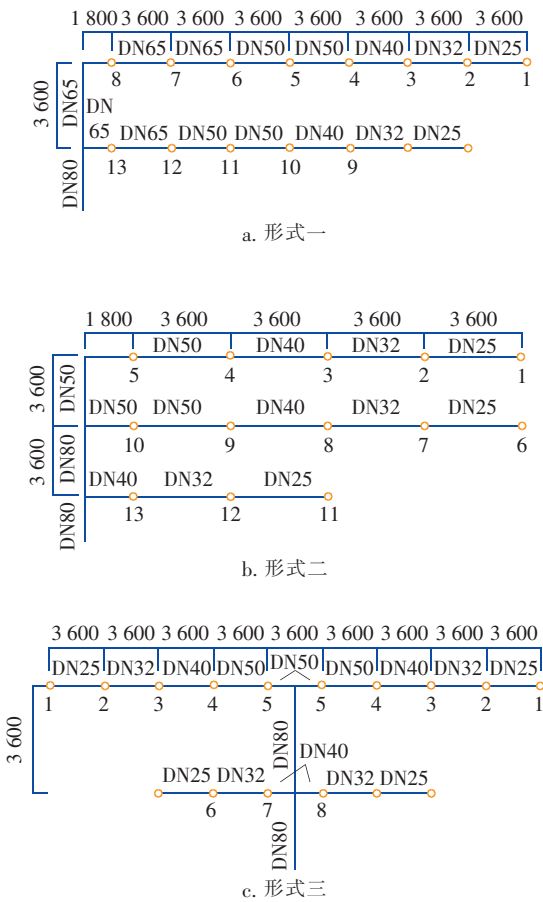 1 800 3 600 3 600 3 600 3 600 3 600 3 600 3 600
DN65 DN65 DN50 DN50 DN40 DN32 DN25
8 7 6 5 4 3 2 1
3 600
DN65
DN
65 DN65 DN50 DN50 DN40 DN32 DN25
13 12 11 10 9
DN80
a. 形式一
1 800 3 600 3 600 3 600 3 600
DN50 DN40 DN32 DN25
5 4 3 2 1
3 600
DN50
DN50 DN50 DN40 DN32 DN25
10 9 8 7 6
3 600
DN80
DN40 DN32 DN25
13 12 11
DN80
b. 形式二
3 600 3 600 3 600 3 600 3 600 3 600 3 600 3 600 3 600
DN25 DN32 DN40 DN50 DN50 DN50 DN40 DN32 DN25
1 2 3 4 5 5 4 3 2 1
3 600
DN80
DN40
DN25 DN32 DN32 DN25
6 7 8
DN80
c. 形式三